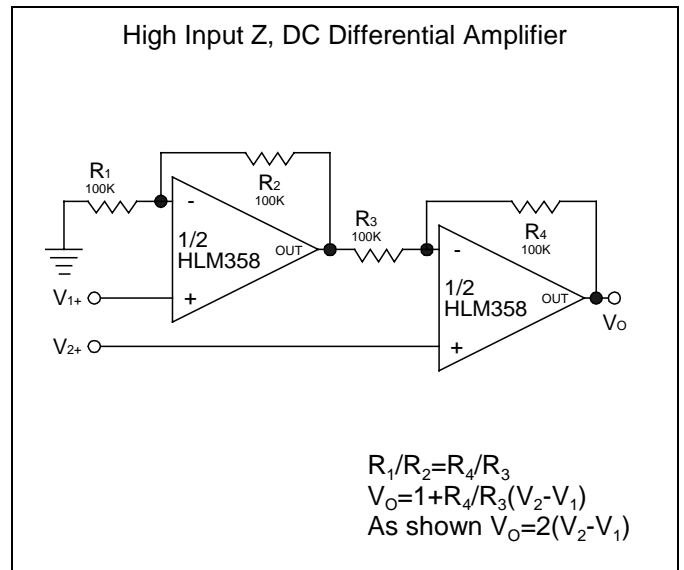 High Input Z, DC Differential Amplifier
R1
100K
R2
100K
R3
100K
R4
100K
-
1/2
HLM358
OUT
+
-
1/2
HLM358
OUT
+
V1+
V2+
VO
R1/R2=R4/R3
VO=1+R4/R3(V2-V1)
As shown VO=2(V2-V1)